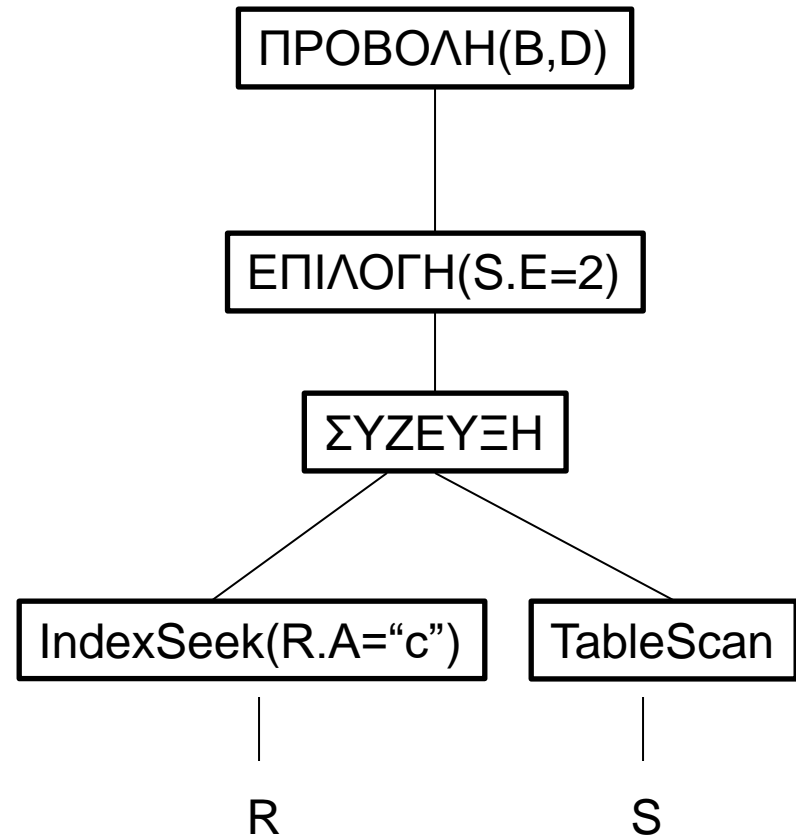 ΠΡΟΒΟΛΗ(Β,D)
ΕΠΙΛΟΓΗ(S.E=2)
ΣΥΖΕΥΞΗ
IndexSeek(R.A=“c”)
TableScan
R
S